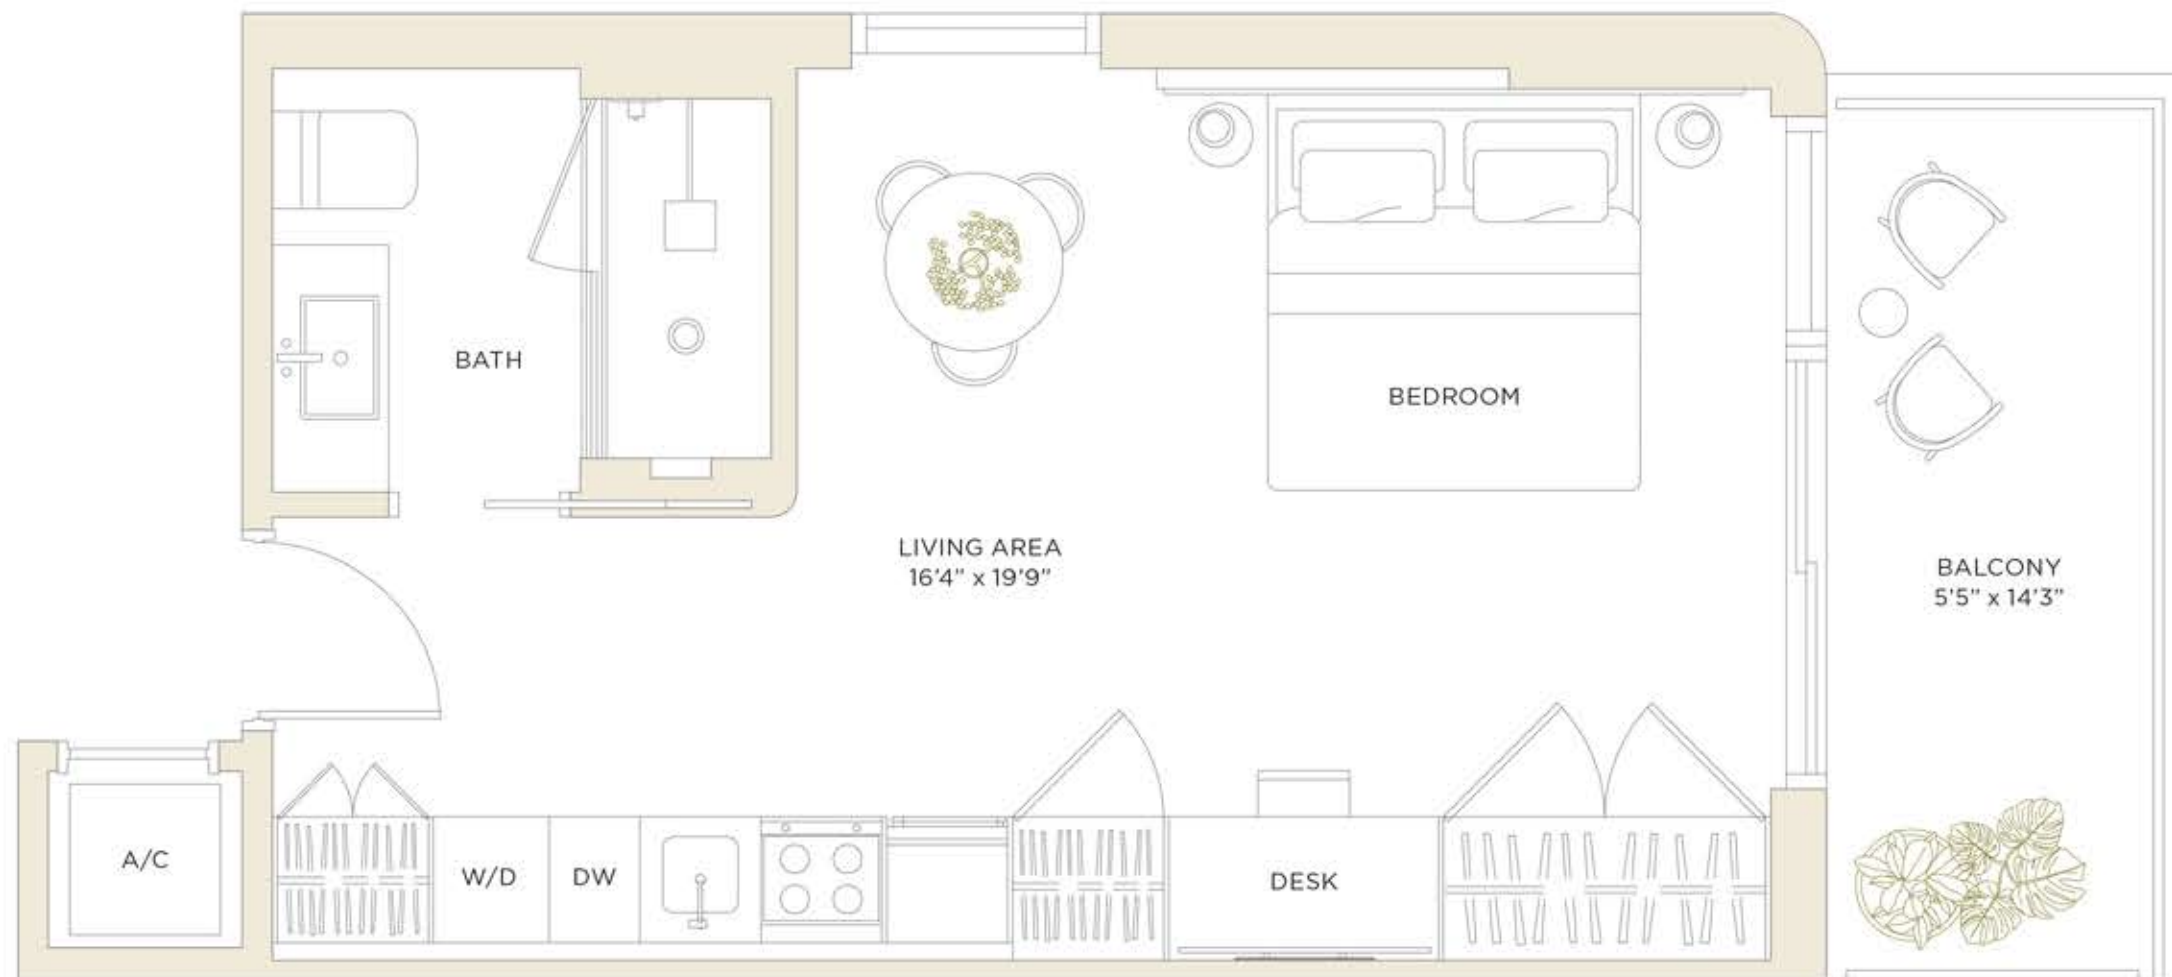 BATH
BEDROOM
LIVING AREA
16'4" x 19'9"
BALCONY
5'5" x 14'3"
A/C
W/D
DW
DESK